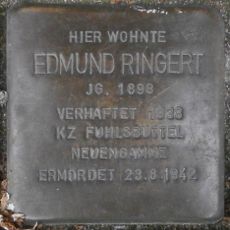 HIER WOHNTE
EDMUND RINGERT
JG. 1898
VERHAFTET 1938
KZ FUHLSBÜTTEL
NEUENGAMME
ERMORDET 23.8.1942